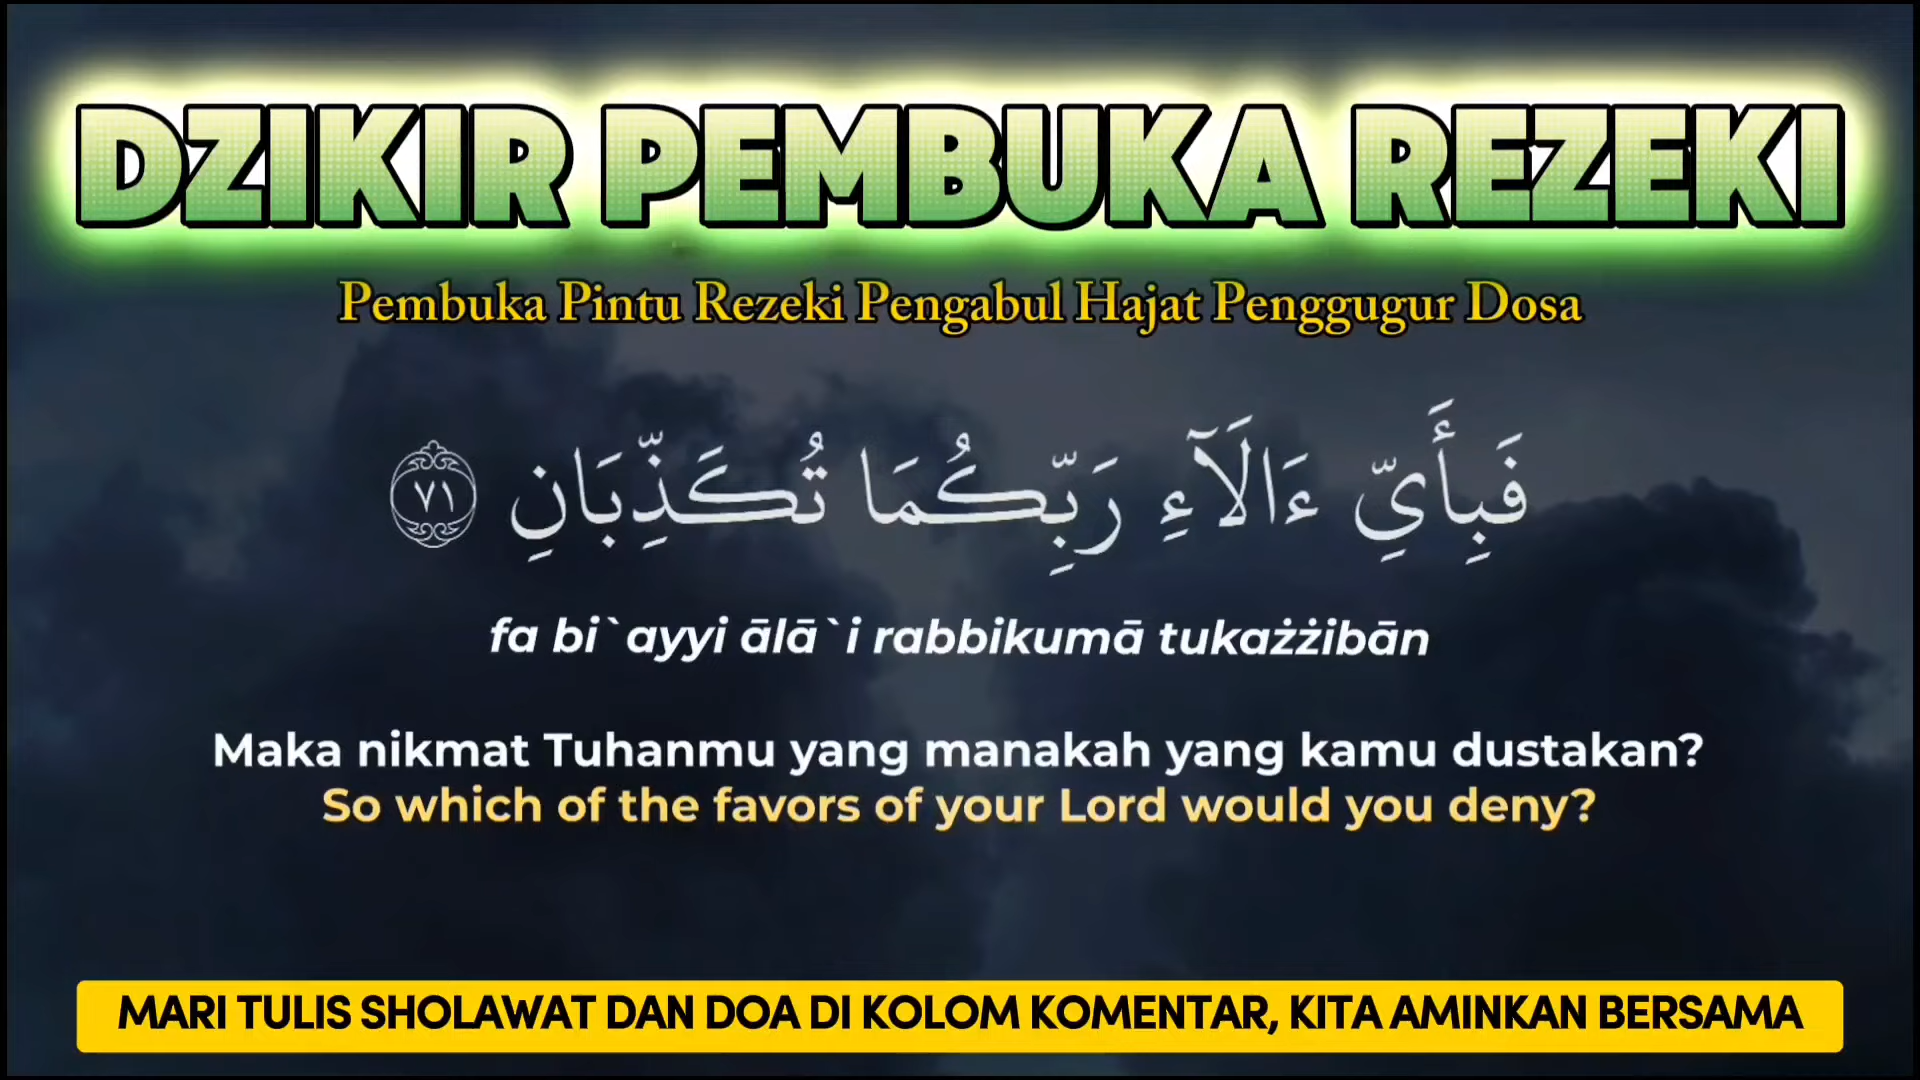 DZIKIR PEMBUKA REZEKI
Pembuka Pintu Rezeki Pengabul Hajat Penggugur Dosa
فَبِأَيِّ ءَالَآءِ رَبِّكُمَا تُكَذِّبَانِ ٧١
fa bi`ayyi ālā`i rabbikumā tukażżibān
Maka nikmat Tuhanmu yang manakah yang kamu dustakan?
So which of the favors of your Lord would you deny?
MARI TULIS SHOLAWAT DAN DOA DI KOLOM KOMENTAR, KITA AMINKAN BERSAMA